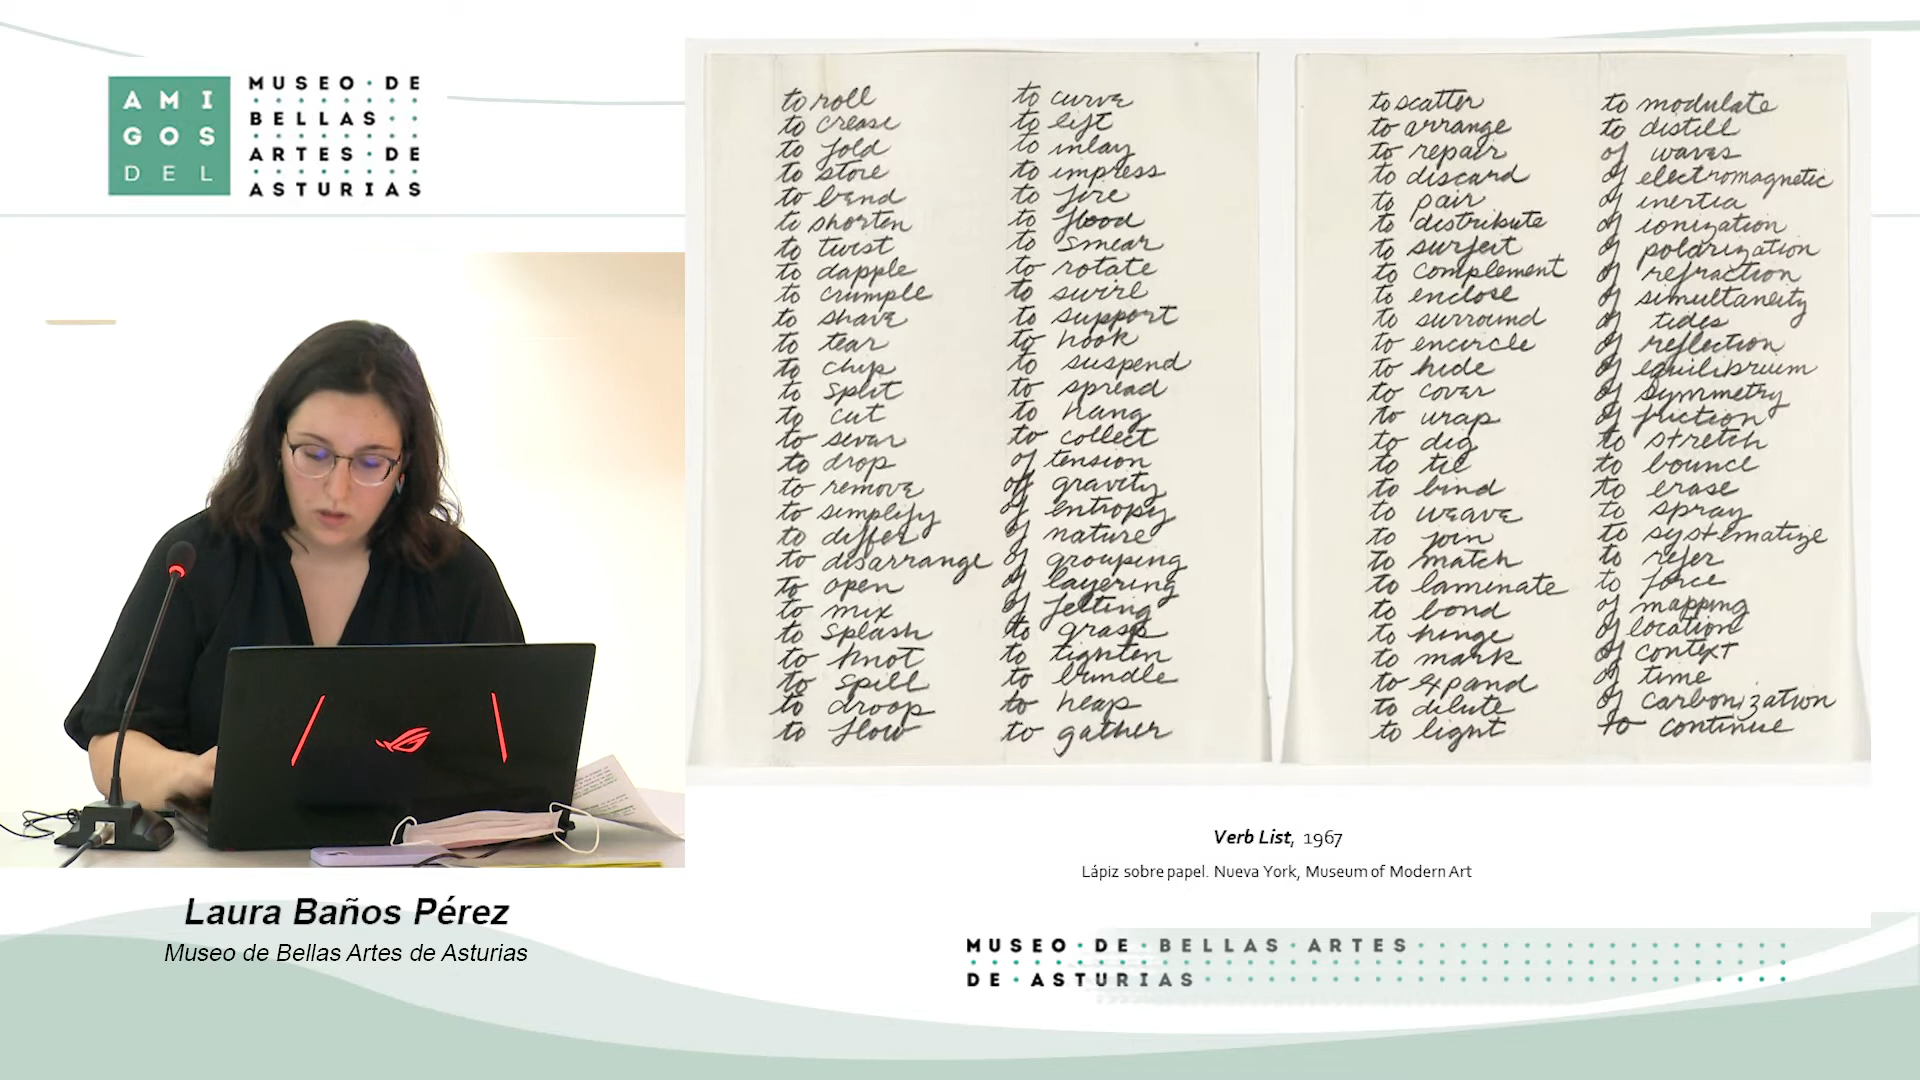 AMI
GOS
DEL
MUSEO · DE
BELLAS
ARTES · DE
ASTURIAS
to roll
to crease
to fold
to store
to bend
to shorten
to twist
to dapple
to crumple
to shave
to tear
to chip
to split
to cut
to sever
to drop
to remove
to simplify
to differ
to disarrange
to open
to mix
to splash
to knot
to spill
to droop
to flow
to curve
to lift
to inlay
to impress
to fire
to flood
to smear
to rotate
to swirl
to support
to hook
to suspend
to spread
to hang
to collect
of tension
of gravity
of entropy
of nature
of grouping
of layering
of felting
to grasp
to tighten
to bundle
to heap
to gather
to scatter
to arrange
to repair
to discard
to pair
to distribute
to surfeit
to complement
to enclose
to surround
to encircle
to hide
to cover
to wrap
to dig
to tie
to bind
to weave
to join
to match
to laminate
to bond
to hinge
to mark
to expand
to dilute
to light
to modulate
to distill
of waves
of electromagnetic
of inertia
of ionization
of polarization
of refraction
of simultaneity
of tides
of reflection
of equilibrium
of symmetry
of friction
to stretch
to bounce
to erase
to spray
to systematize
to refer
to force
of mapping
of location
of context
of time
of carbonization
to continue
Verb List, 1967
Lápiz sobre papel. Nueva York, Museum of Modern Art
Laura Baños Pérez
Museo de Bellas Artes de Asturias
MUSEO · DE · BELLAS · ARTES
DE · ASTURIAS